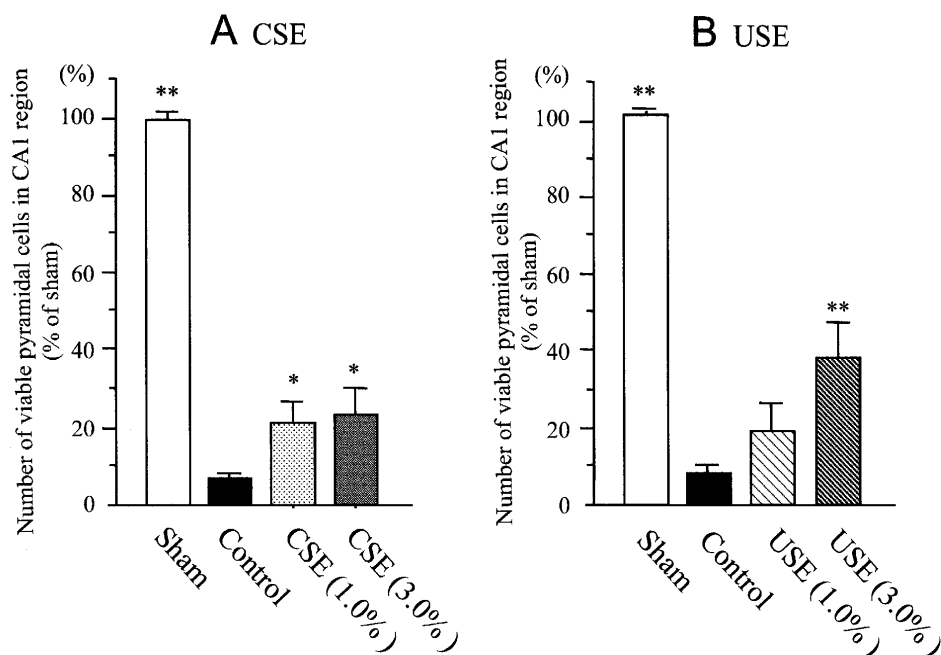 A CSE
Number of viable pyramidal cells in CA1 region
(% of sham)
(%)
100
80
60
40
20
0
**
*
*
Sham
Control
CSE (1.0%)
CSE (3.0%)
B USE
Number of viable pyramidal cells in CA1 region
(% of sham)
(%)
100
80
60
40
20
0
**
**
Sham
Control
USE (1.0%)
USE (3.0%)